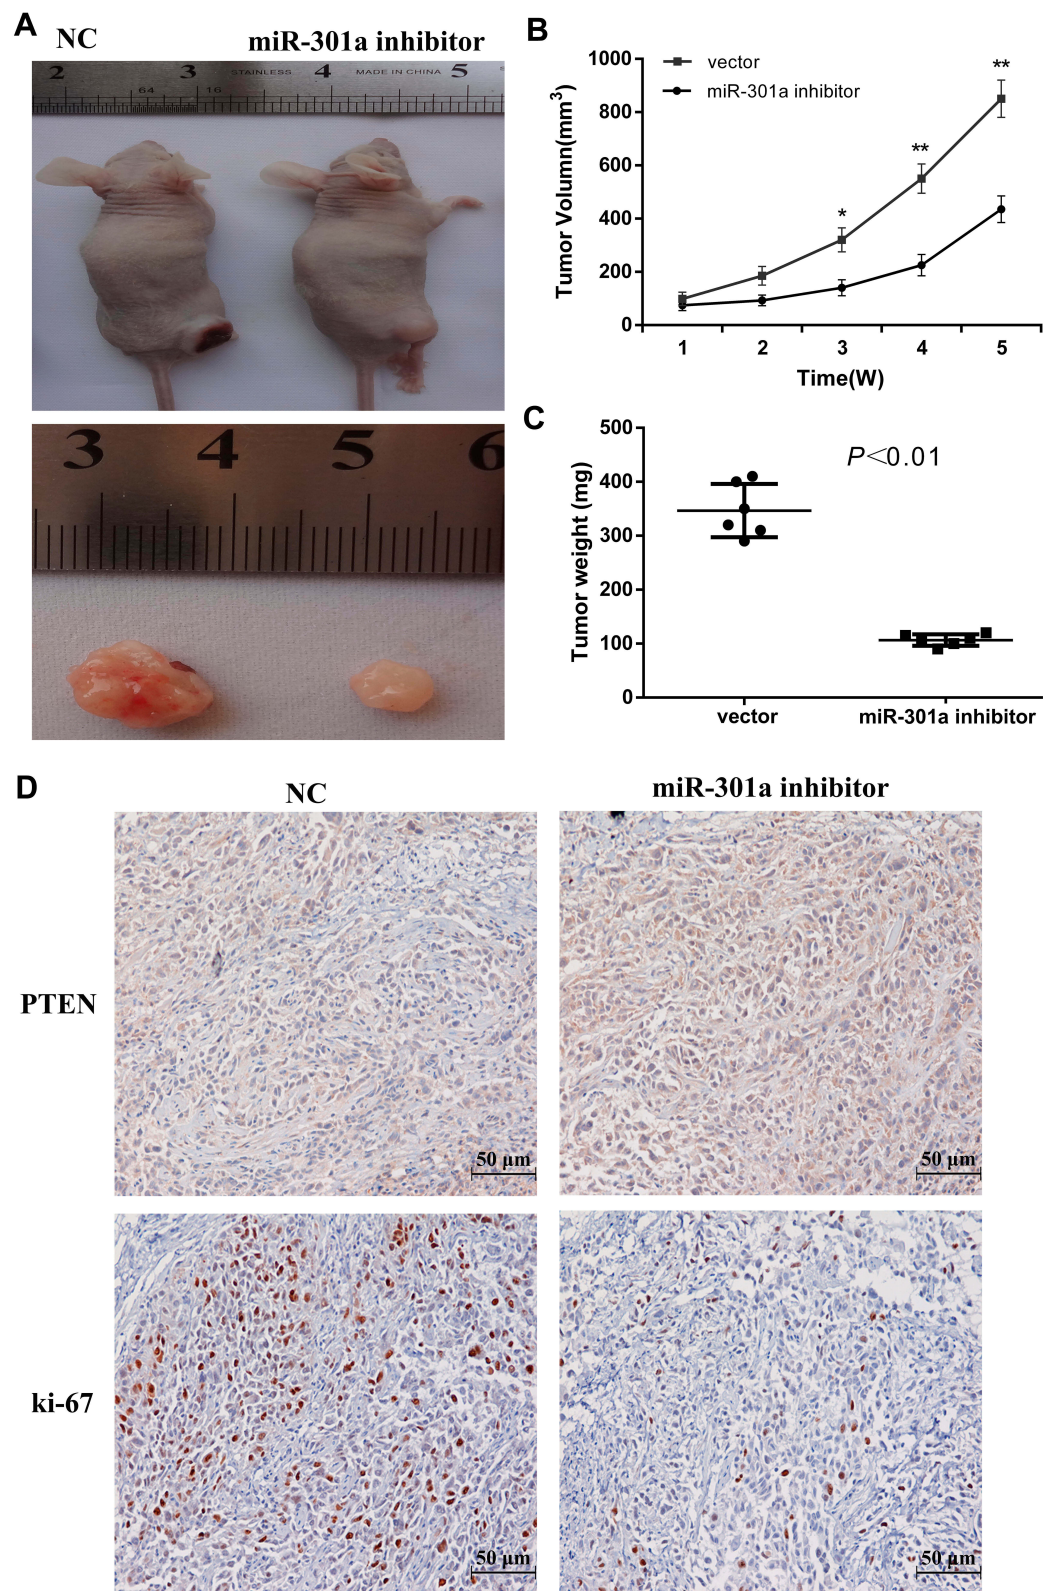 A
NC
miR-301a inhibitor
2 3 STAINLESS 4 MADE IN CHINA 5
64 16
3 4 5 6
B
vector
miR-301a inhibitor
1000
800
600
400
200
0
Tumor Volumn(mm3)
*
**
**
1 2 3 4 5
Time(W)
C
P<0.01
500
400
300
200
100
0
Tumor weight (mg)
vector
miR-301a inhibitor
D
NC
miR-301a inhibitor
PTEN
50 μm
50 μm
ki-67
50 μm
50 μm